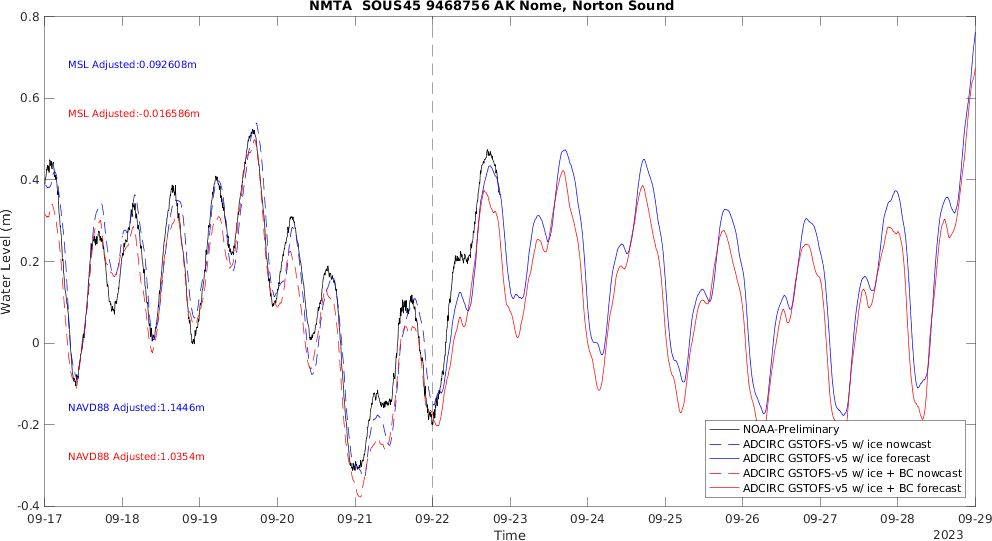 NMTA  SOUS45 9468756 AK Nome, Norton Sound
0.8
0.6
0.4
0.2
0
-0.2
-0.4
Water Level (m)
MSL Adjusted:0.092608m
MSL Adjusted:-0.016586m
NAVD88 Adjusted:1.1446m
NAVD88 Adjusted:1.0354m
NOAA-Preliminary
ADCIRC GSTOFS-v5 w/ ice nowcast
ADCIRC GSTOFS-v5 w/ ice forecast
ADCIRC GSTOFS-v5 w/ ice + BC nowcast
ADCIRC GSTOFS-v5 w/ ice + BC forecast
09-17 09-18 09-19 09-20 09-21 09-22 09-23 09-24 09-25 09-26 09-27 09-28 09-29
Time
2023